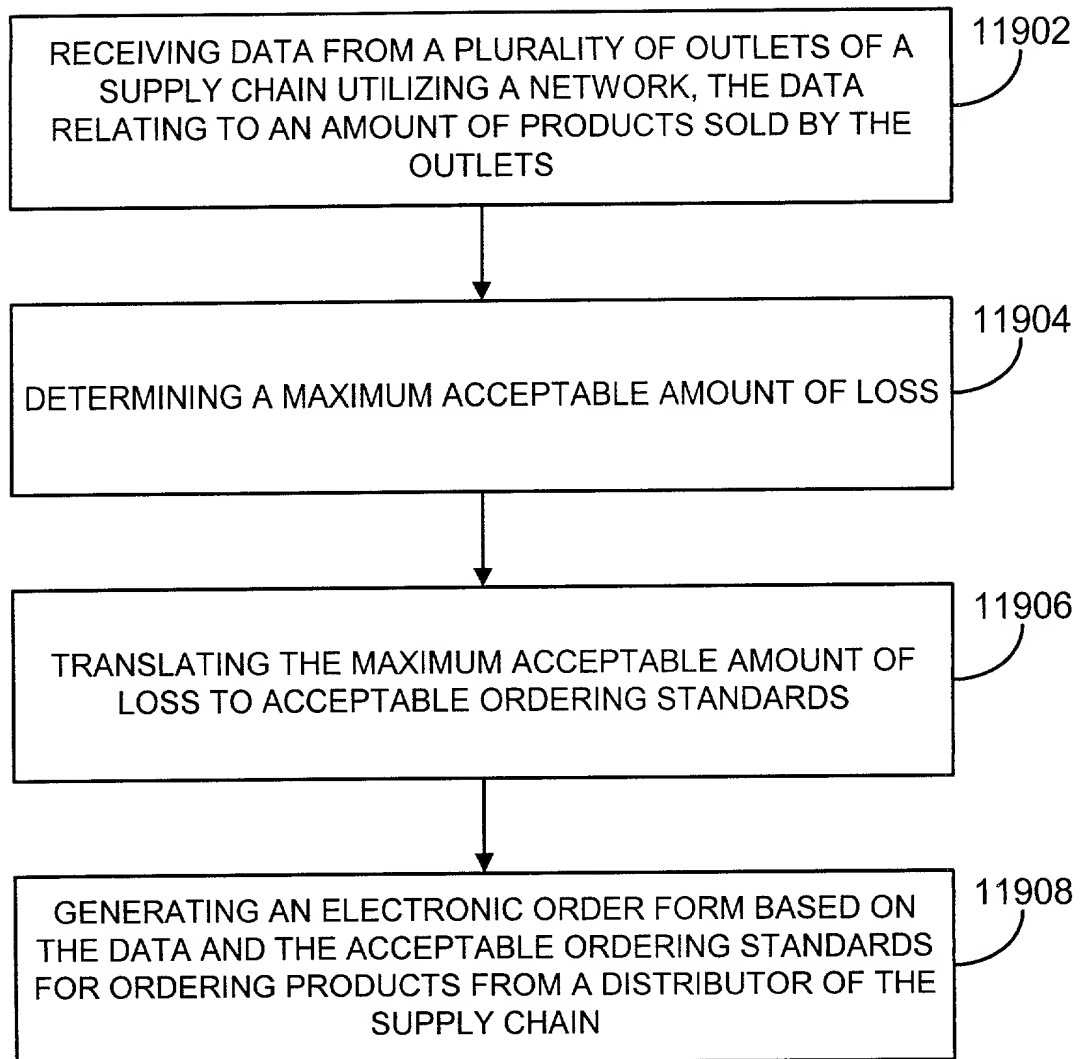 RECEIVING DATA FROM A PLURALITY OF OUTLETS OF A
SUPPLY CHAIN UTILIZING A NETWORK, THE DATA
RELATING TO AN AMOUNT OF PRODUCTS SOLD BY THE
OUTLETS
11902
DETERMINING A MAXIMUM ACCEPTABLE AMOUNT OF LOSS
11904
TRANSLATING THE MAXIMUM ACCEPTABLE AMOUNT OF
LOSS TO ACCEPTABLE ORDERING STANDARDS
11906
GENERATING AN ELECTRONIC ORDER FORM BASED ON
THE DATA AND THE ACCEPTABLE ORDERING STANDARDS
FOR ORDERING PRODUCTS FROM A DISTRIBUTOR OF THE
SUPPLY CHAIN
11908